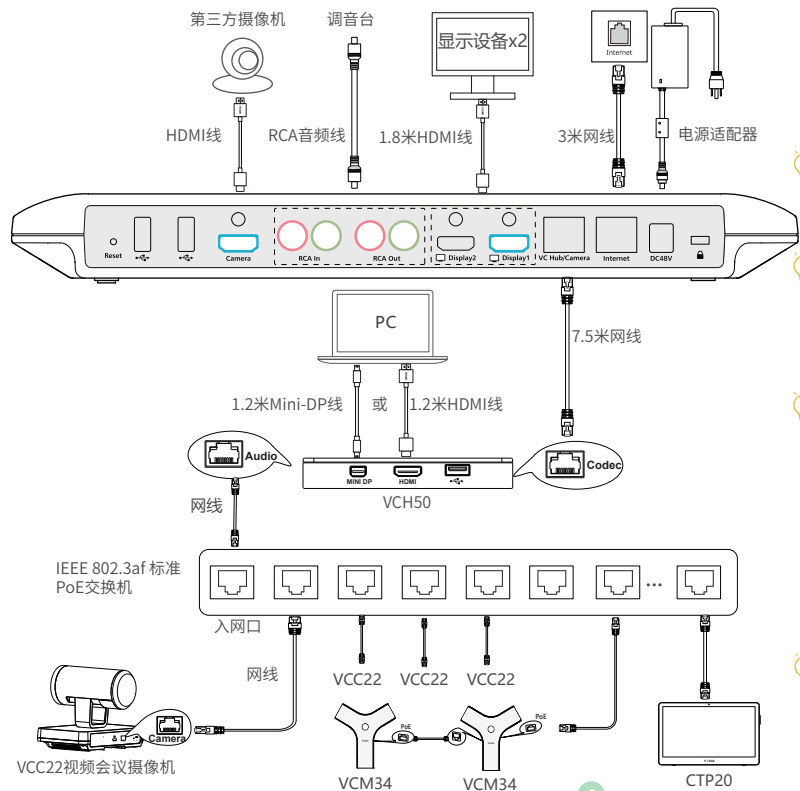 第三方摄像机
调音台
显示设备x2
Internet
HDMI线
RCA音频线
1.8米HDMI线
3米网线
电源适配器
Reset
Camera
RCA In
RCA Out
Display2
Display1
VC Hub/Camera
Internet
DC48V
PC
7.5米网线
1.2米Mini-DP线
或
1.2米HDMI线
Audio
MINI DP
HDMI
Codec
VCH50
网线
IEEE 802.3af 标准
PoE交换机
...
入网口
网线
VCC22
VCC22
VCC22
Camera
PoE
PoE
VCC22视频会议摄像机
VCM34
VCM34
CTP20